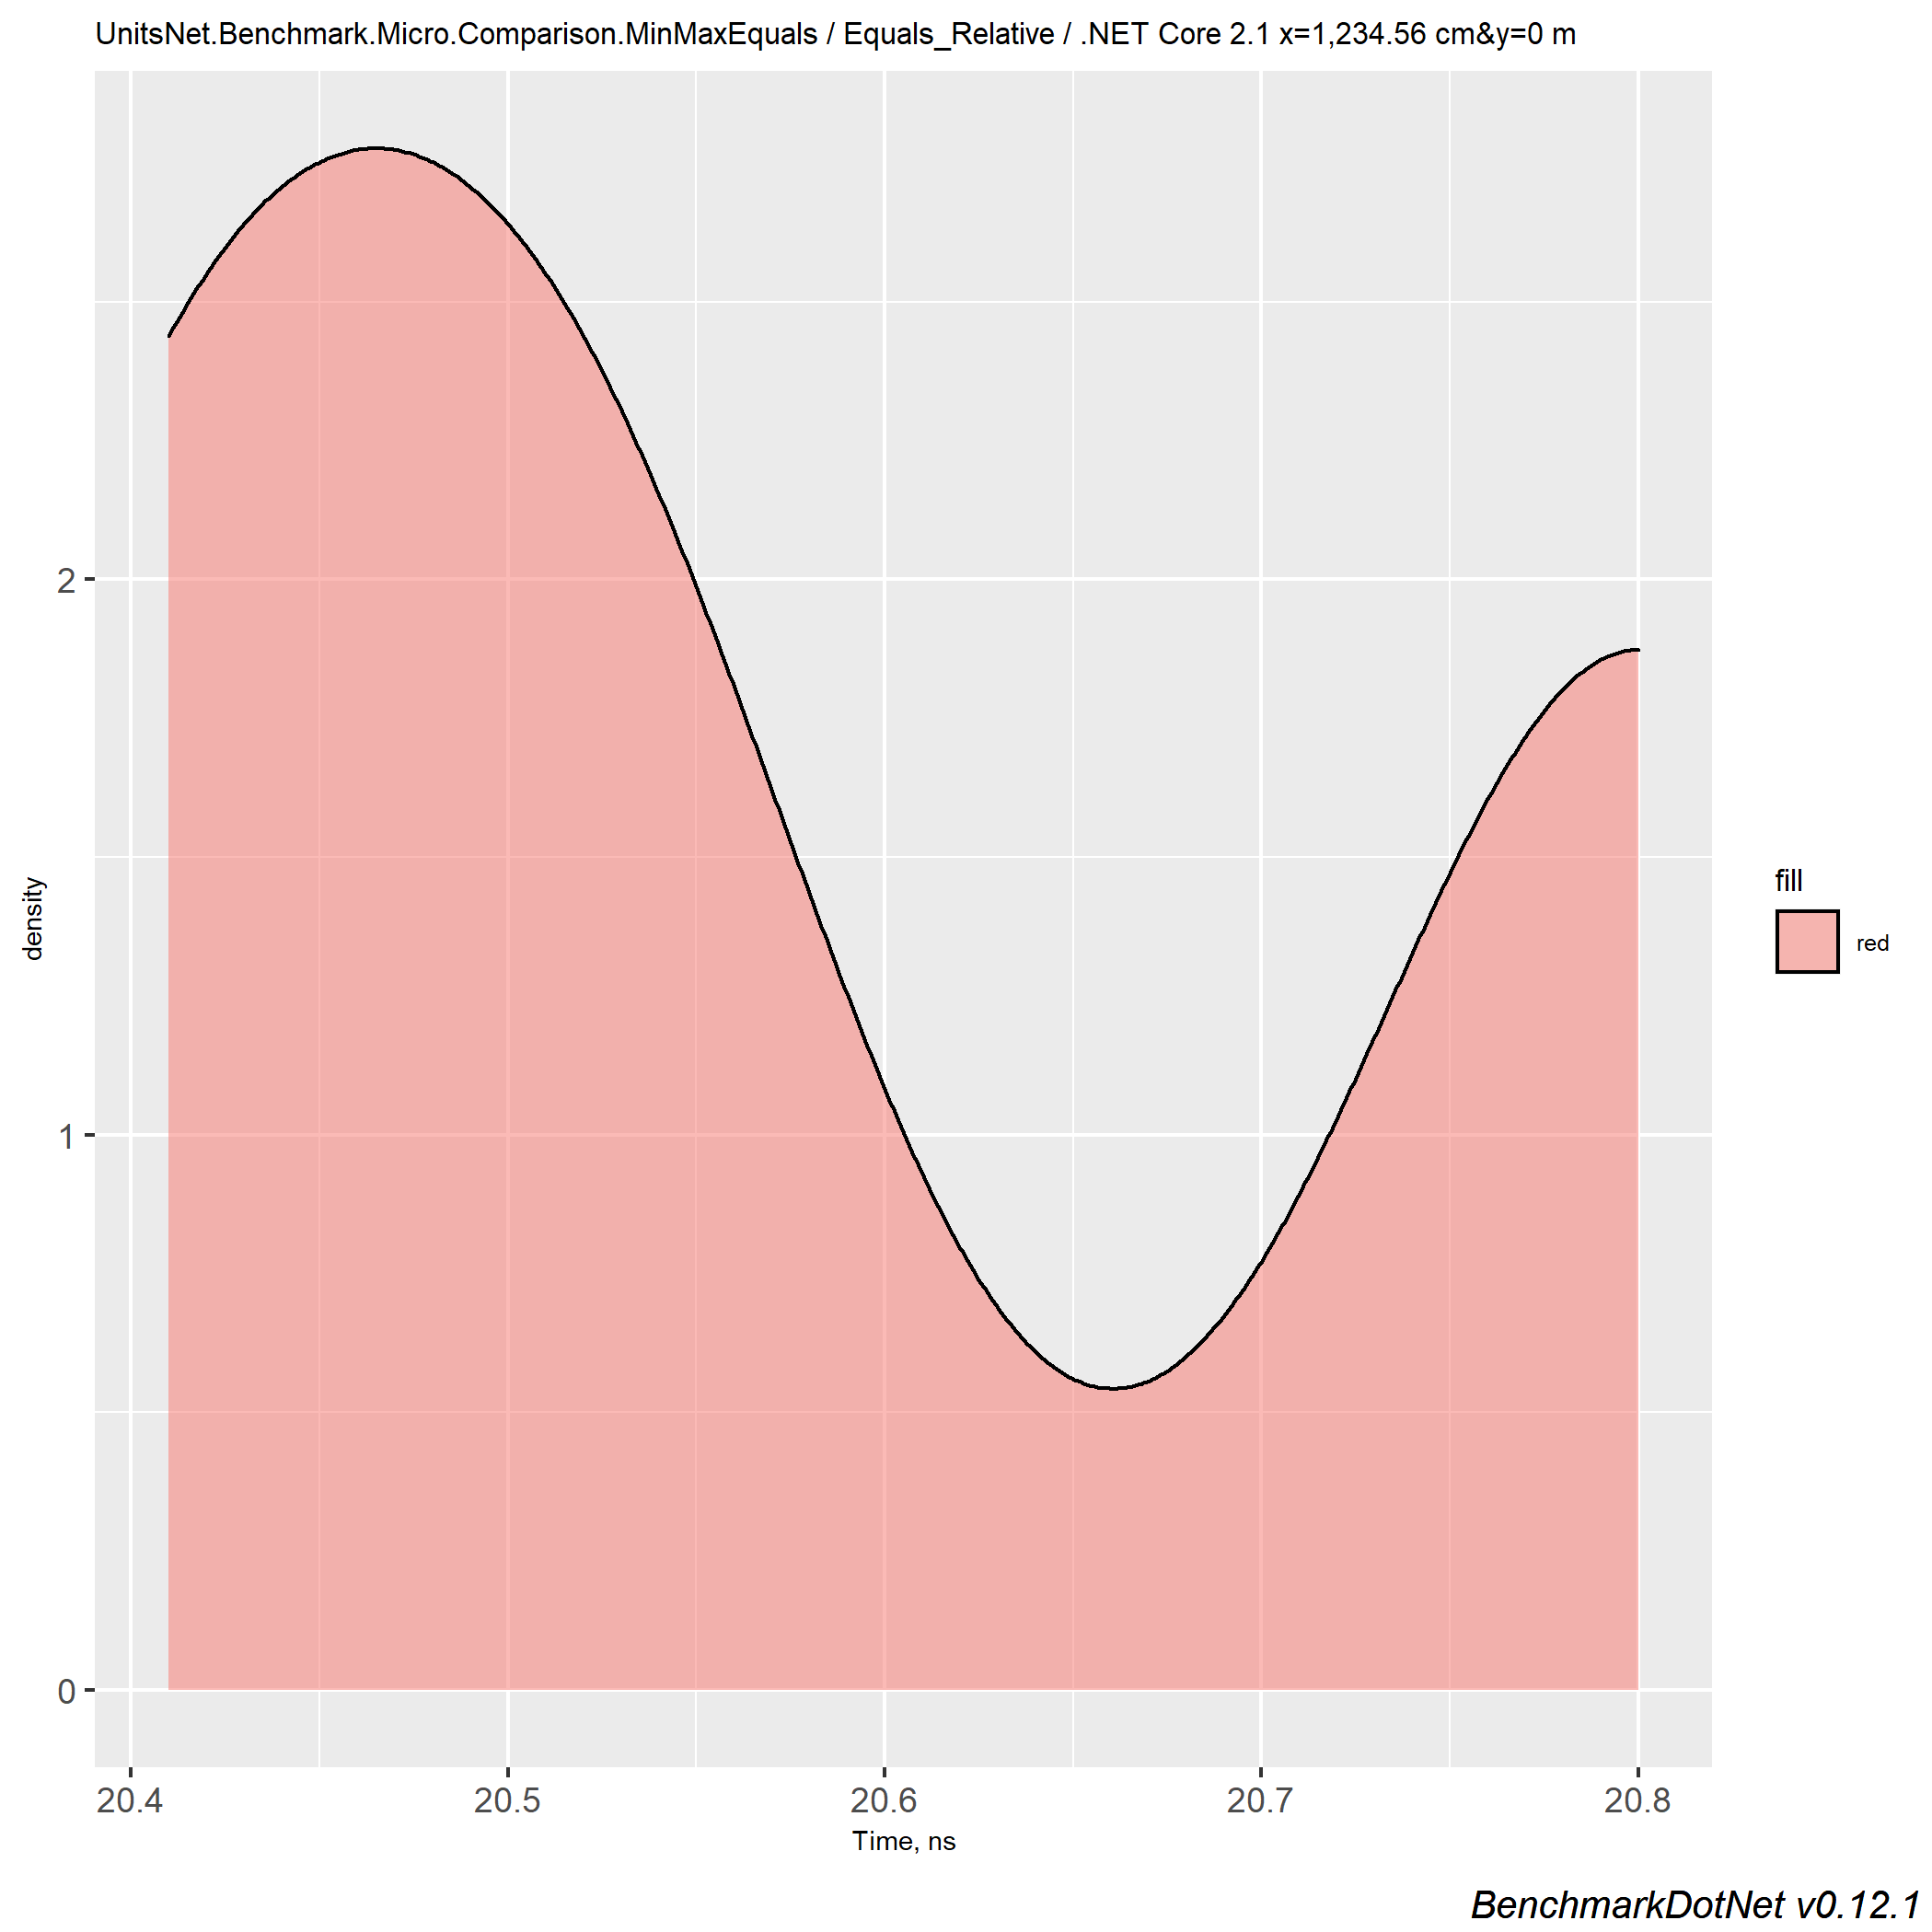 UnitsNet.Benchmark.Micro.Comparison.MinMaxEquals / Equals_Relative / .NET Core 2.1 x=1,234.56 cm&y=0 m
density
2
1
0
20.4 20.5 20.6 20.7 20.8
Time, ns
fill
red
BenchmarkDotNet v0.12.1